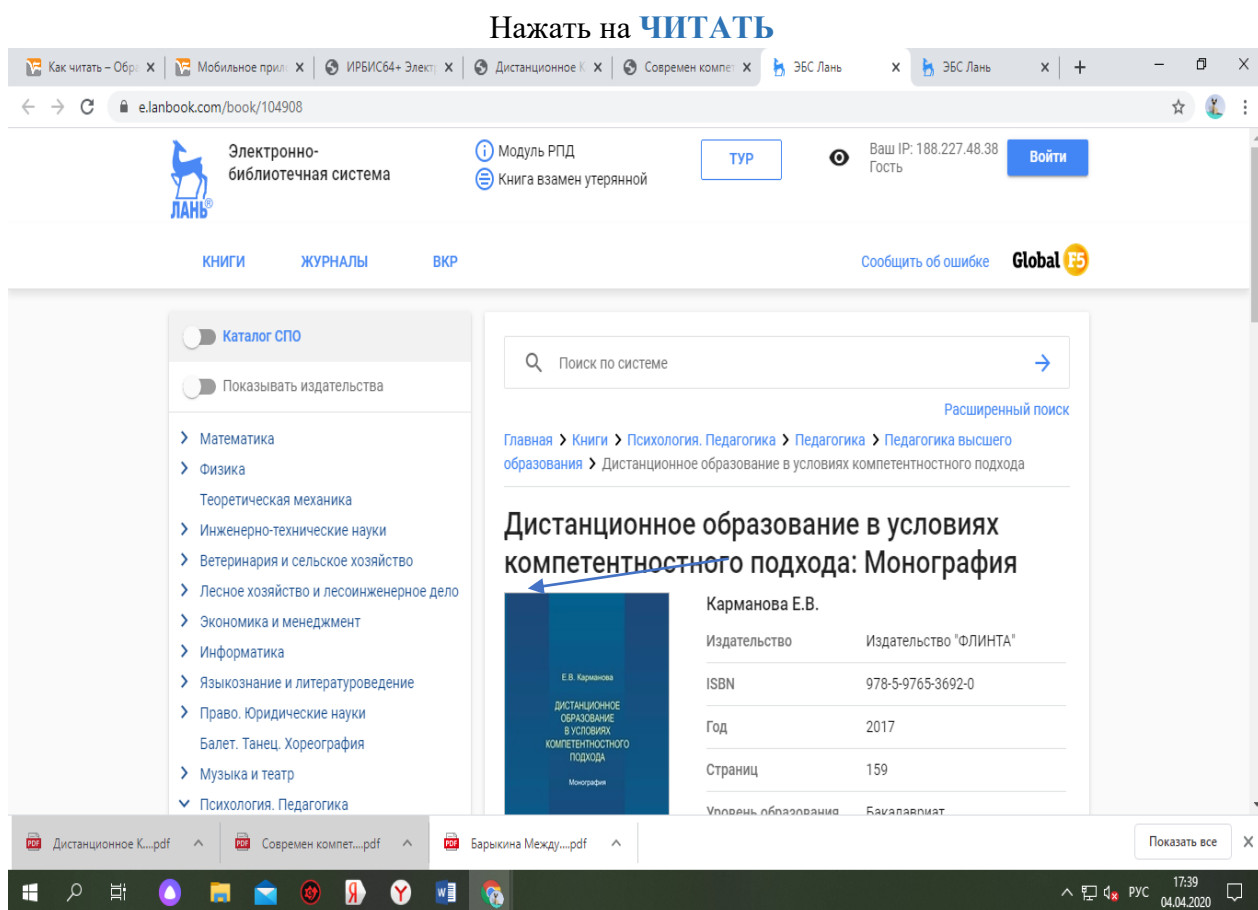 Нажать на ЧИТАТЬ
Как читать – Обра
Мобильное прил
ИРБИС64+ Электр
Дистанционное К
Современ компет
ЭБС Лань
ЭБС Лань
e.lanbook.com/book/104908
Электронно-
библиотечная система
ЛАНЬ®
Модуль РПД
Книга взамен утерянной
ТУР
Ваш IP: 188.227.48.38
Гость
Войти
КНИГИ ЖУРНАЛЫ ВКР
Сообщить об ошибке Global F5
Каталог СПО
Показывать издательства
Математика
Физика
Теоретическая механика
Инженерно-технические науки
Ветеринария и сельское хозяйство
Лесное хозяйство и лесоинженерное дело
Экономика и менеджмент
Информатика
Языкознание и литературоведение
Право. Юридические науки
Балет. Танец. Хореография
Музыка и театр
Психология. Педагогика
Поиск по системе
Расширенный поиск
Главная > Книги > Психология. Педагогика > Педагогика > Педагогика высшего
образования > Дистанционное образование в условиях компетентностного подхода
Дистанционное образование в условиях
компетентностного подхода: Монография
Е.В. Карманова
ДИСТАНЦИОННОЕ
ОБРАЗОВАНИЕ
В УСЛОВИЯХ
КОМПЕТЕНТНОСТНОГО
ПОДХОДА
Монография
Карманова Е.В.
Издательство Издательство "ФЛИНТА"
ISBN 978-5-9765-3692-0
Год 2017
Страниц 159
Уровень образования Бакалавриат
Дистанционное К....pdf
Современ компет....pdf
Барыкина Между....pdf
Показать все
РУС
17:39
04.04.2020